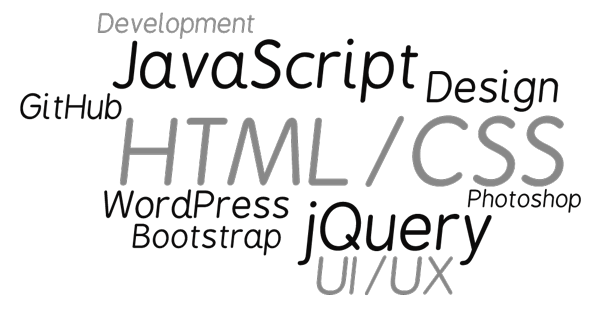 Development
JavaScript
Design
GitHub
HTML/CSS
WordPress
Photoshop
Bootstrap
jQuery
UI/UX